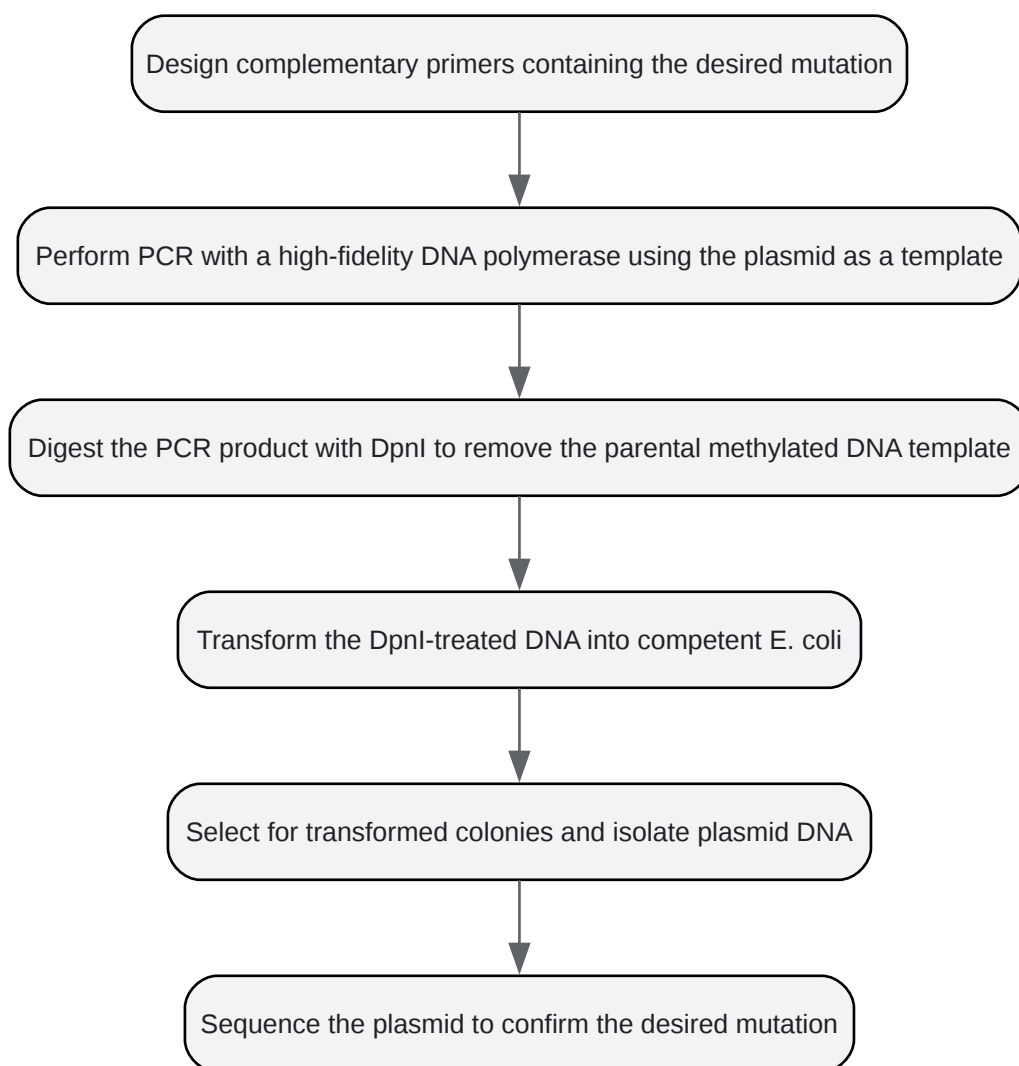 Design complementary primers containing the desired mutation
Perform PCR with a high-fidelity DNA polymerase using the plasmid as a template
Digest the PCR product with DpnI to remove the parental methylated DNA template
Transform the DpnI-treated DNA into competent E. coli
Select for transformed colonies and isolate plasmid DNA
Sequence the plasmid to confirm the desired mutation